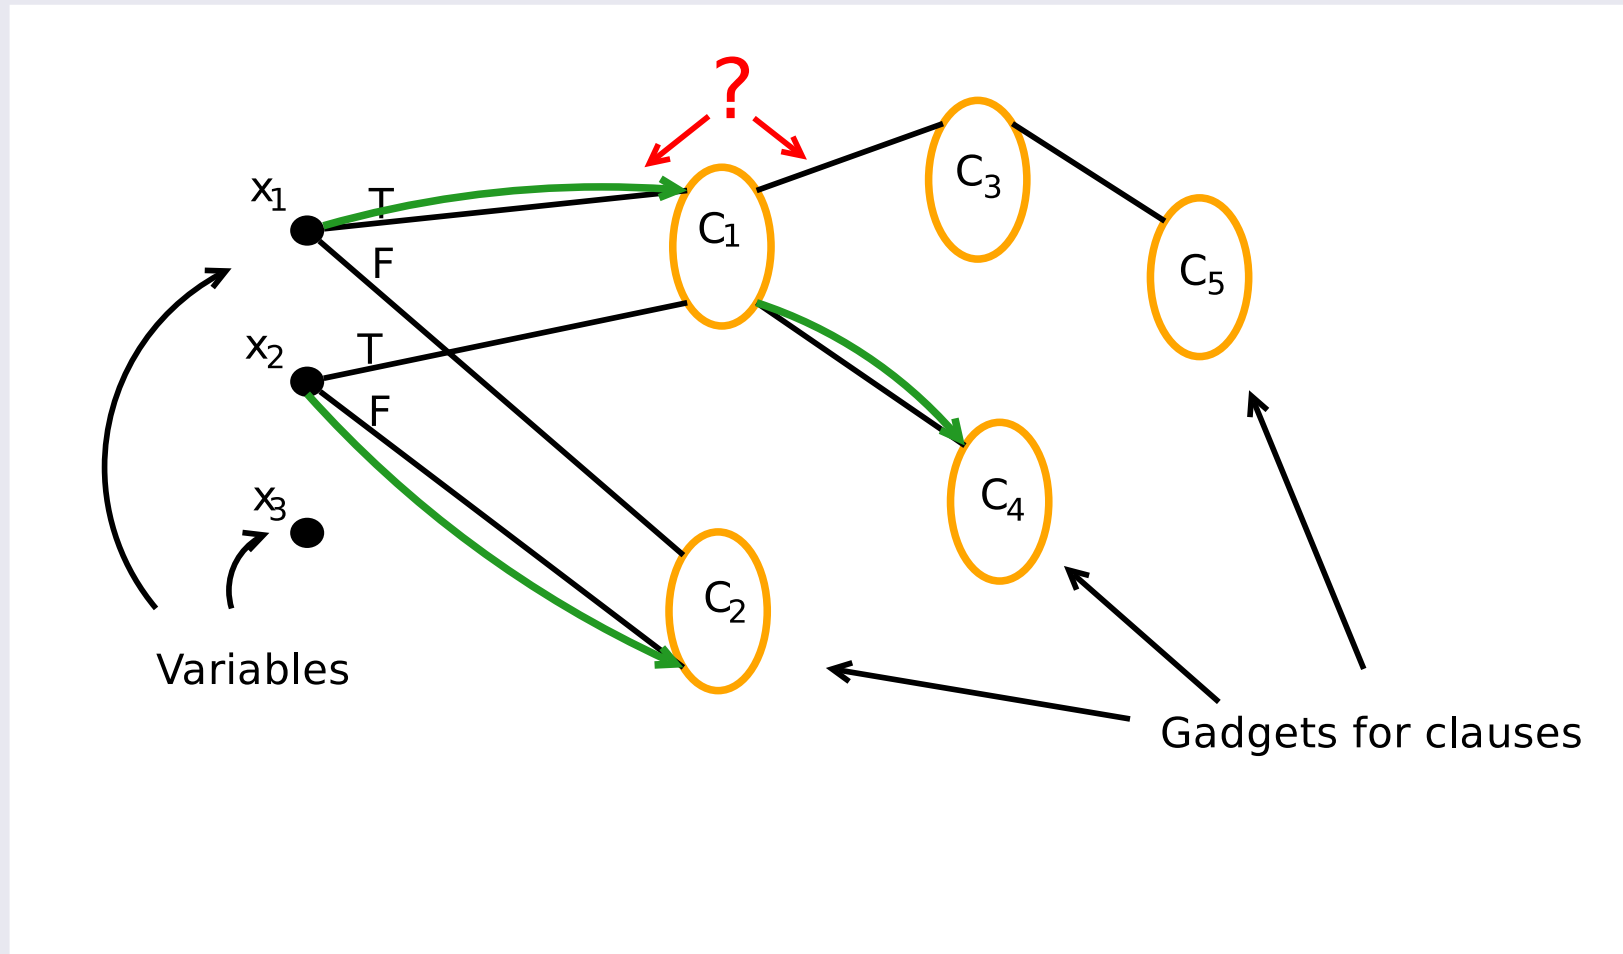 ?
x1
T
F
C1
C3
C5
x2
T
F
x3
C4
C2
Variables
Gadgets for clauses